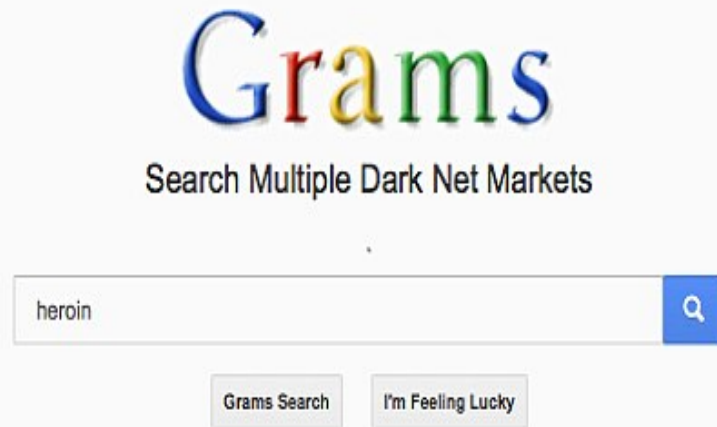 Grams
Search Multiple Dark Net Markets
heroin
Grams Search I'm Feeling Lucky